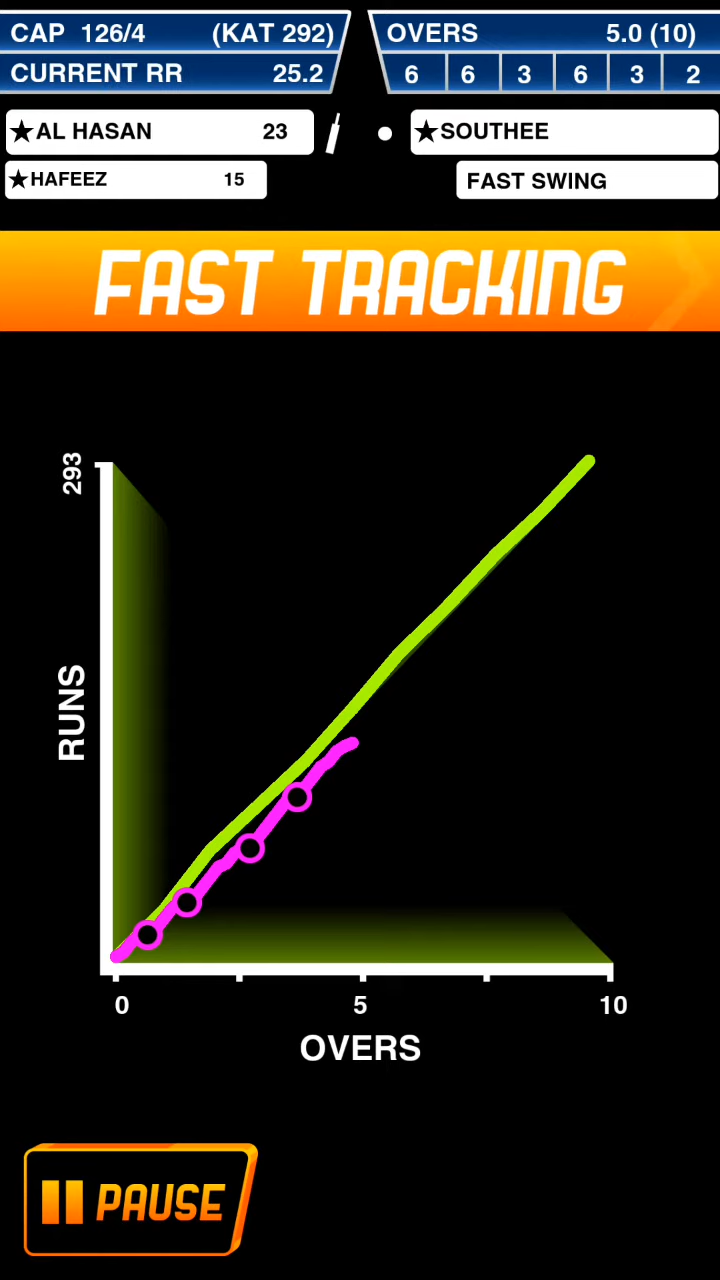 CAP 126/4 (KAT 292)
OVERS 5.0 (10)
CURRENT RR 25.2
6 6 3 6 3 2
★AL HASAN 23
★SOUTHEE
★HAFEEZ 15
FAST SWING
FAST TRACKING
293
RUNS
0 5 10
OVERS
PAUSE